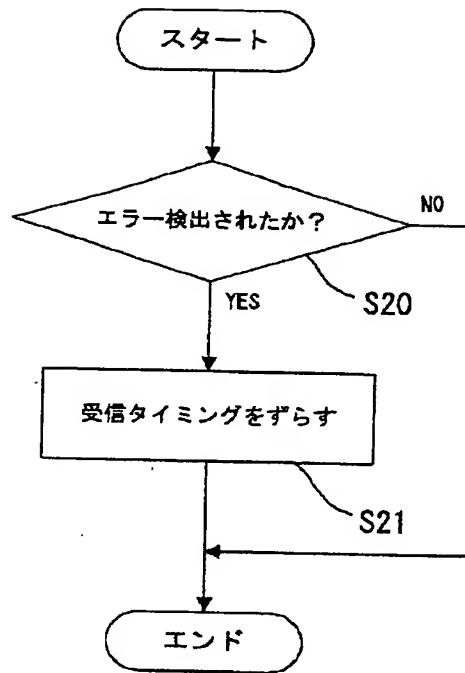 スタート
エラー検出されたか?
NO
S20
YES
受信タイミングをずらす
S21
エンド